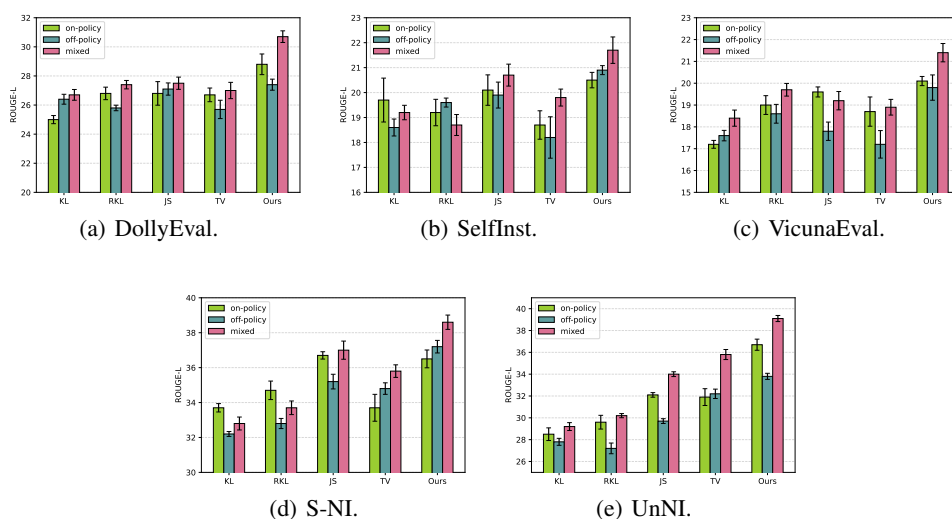 32
30
28
26
24
22
20
ROUGE-L
on-policy
off-policy
mixed
KL RKL JS TV Ours
(a) DollyEval.
23
22
21
20
19
18
17
16
ROUGE-L
on-policy
off-policy
mixed
KL RKL JS TV Ours
(b) SelfInst.
23
21
19
17
15
ROUGE-L
on-policy
off-policy
mixed
KL RKL JS TV Ours
(c) VicunaEval.
40
38
36
34
32
30
ROUGE-L
on-policy
off-policy
mixed
KL RKL JS TV Ours
(d) S-NI.
40
38
36
34
32
30
28
26
ROUGE-L
on-policy
off-policy
mixed
KL RKL JS TV Ours
(e) UnNI.